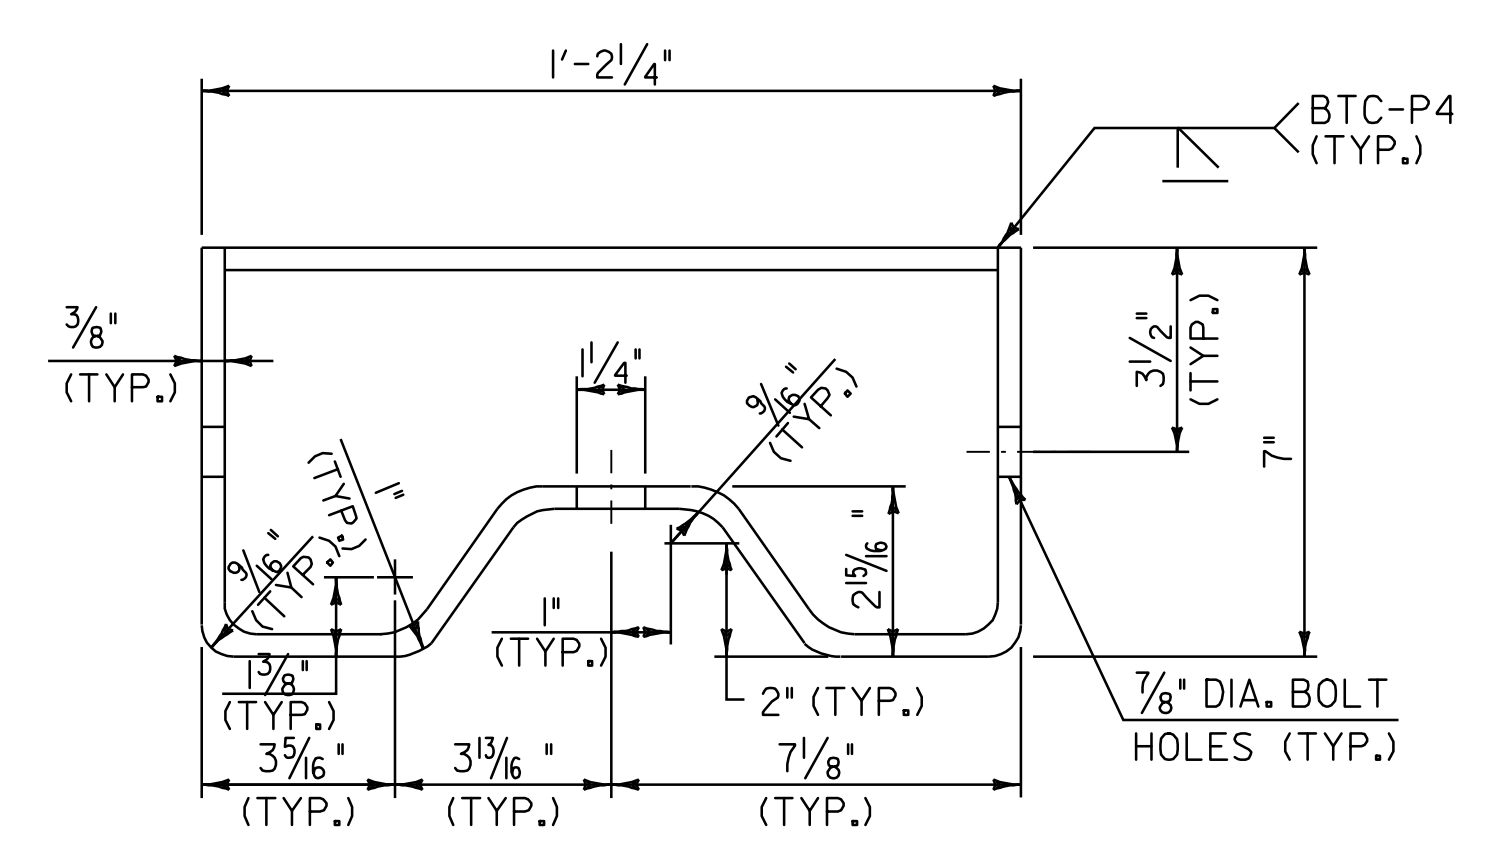 1'-2 1/4"
BTC-P4
(TYP.)
3/8"
(TYP.)
1 1/4"
9/16"
(TYP.)
3 1/2"
(TYP.)
7"
1"
(TYP.)
9/16"
(TYP.)
2 15/16"
1"
(TYP.)
1 3/8"
(TYP.)
2" (TYP.)
7/8" DIA. BOLT
HOLES (TYP.)
3 5/16"
(TYP.)
3 13/16"
(TYP.)
7 1/8"
(TYP.)